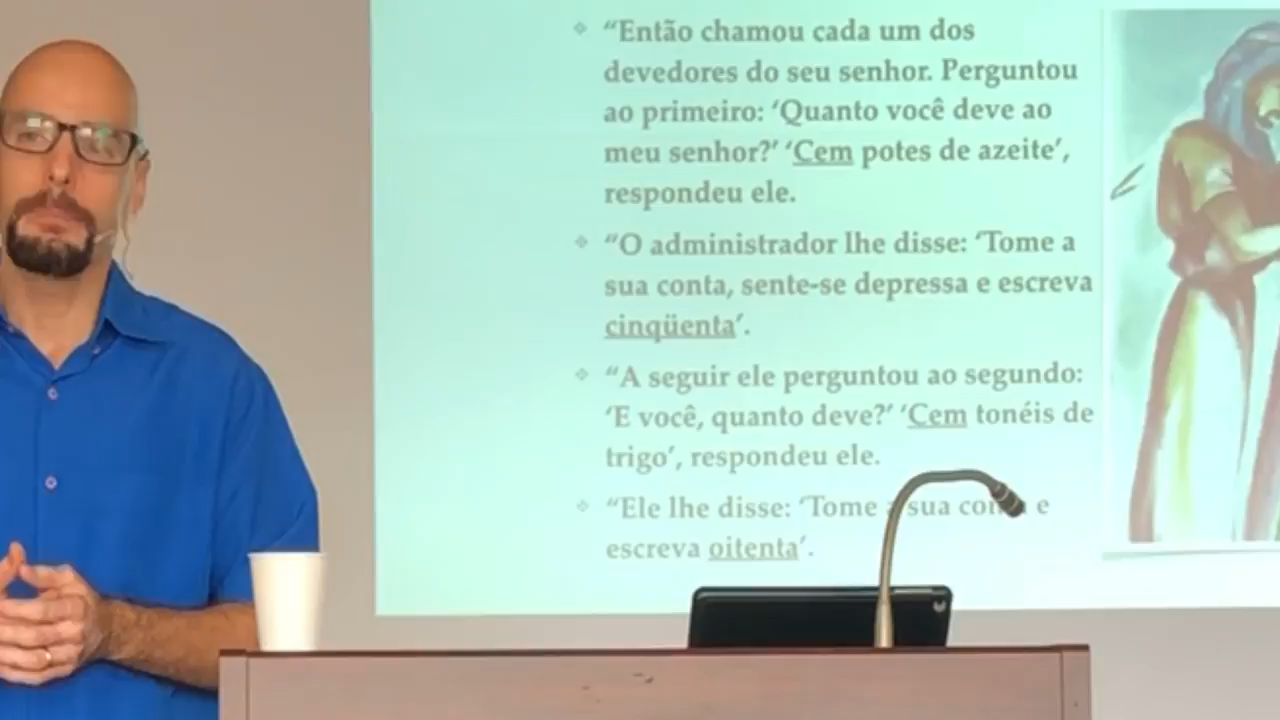 “Então chamou cada um dos
devedores do seu senhor. Perguntou
ao primeiro: ‘Quanto você deve ao
meu senhor?’ ‘Cem potes de azeite’,
respondeu ele.
“O administrador lhe disse: ‘Tome a
sua conta, sente-se depressa e escreva
cinqüenta’.
“A seguir ele perguntou ao segundo:
‘E você, quanto deve?’ ‘Cem tonéis de
trigo’, respondeu ele.
“Ele lhe disse: ‘Tome a sua conta e
escreva oitenta’.